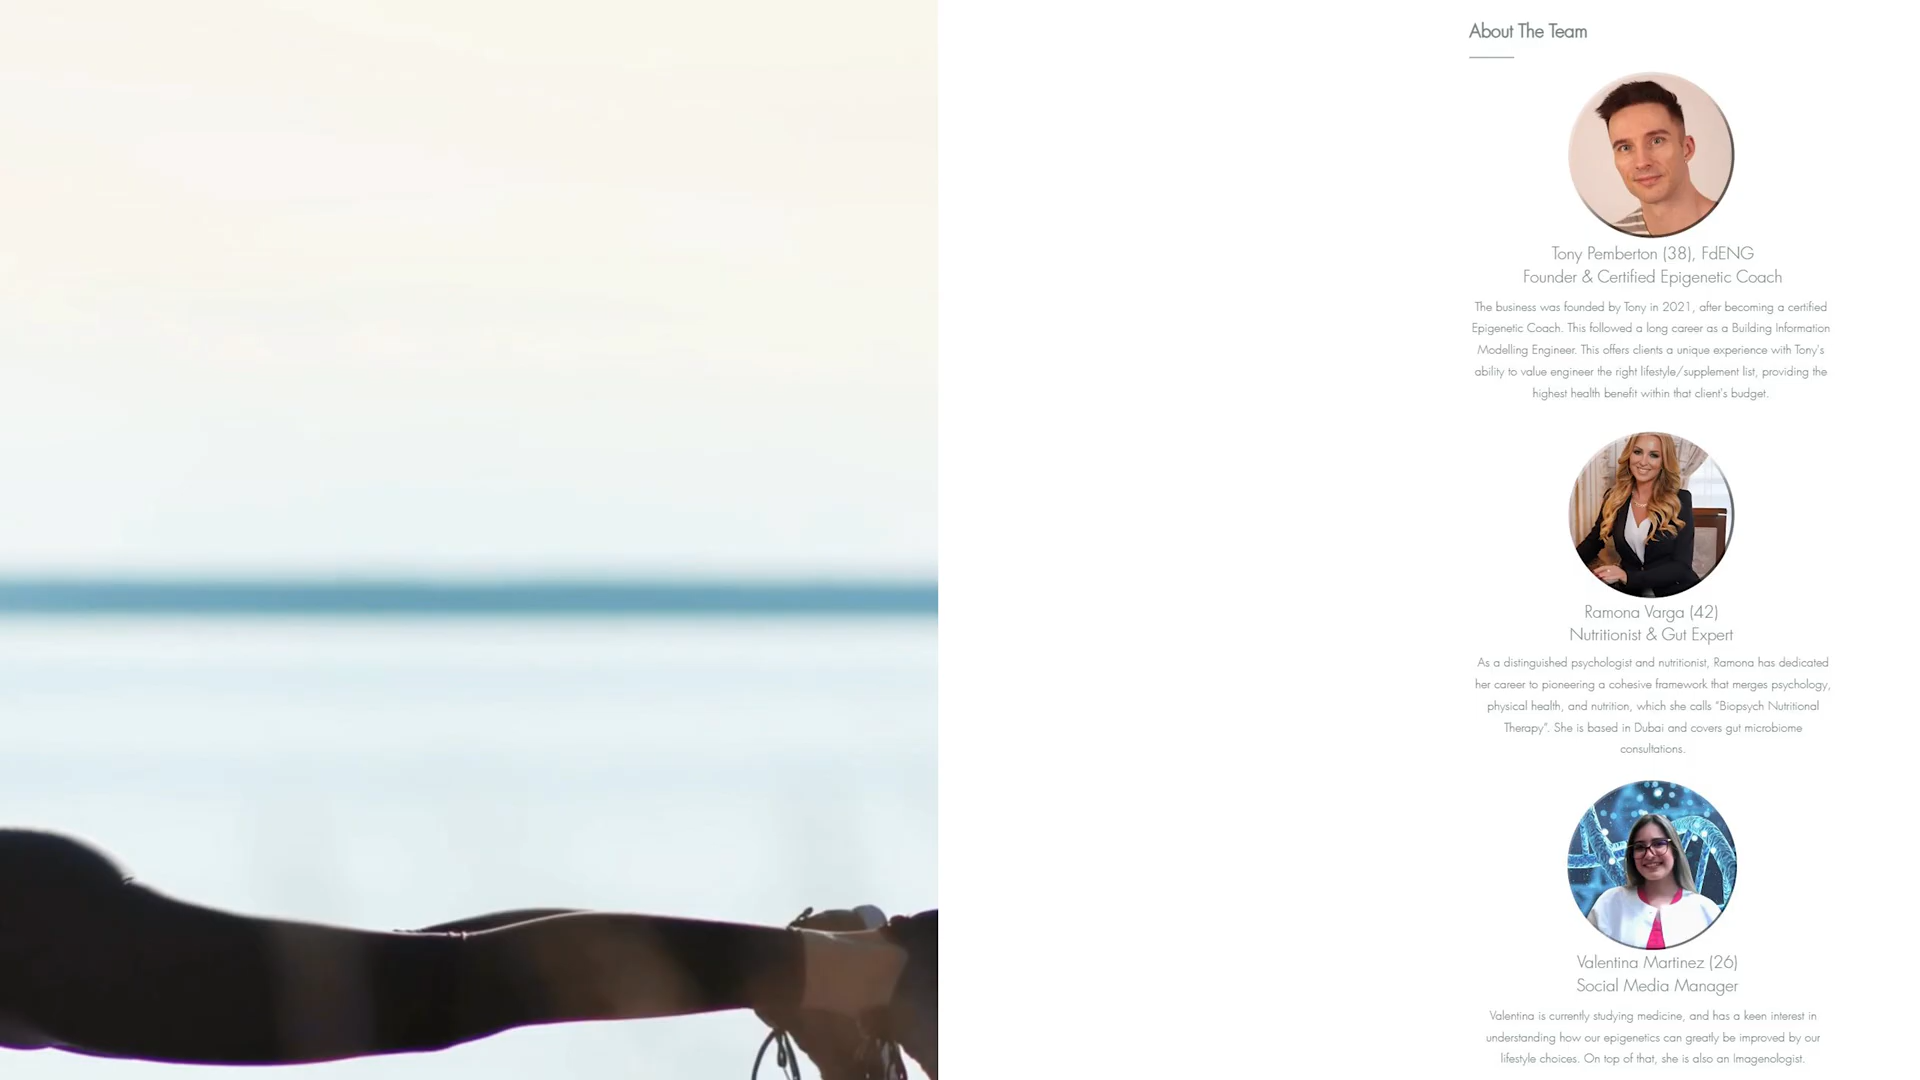 About The Team
Tony Pemberton (38), FdENG
Founder & Certified Epigenetic Coach
The business was founded by Tony in 2021, after becoming a certified
Epigenetic Coach. This followed a long career as a Building Information
Modelling Engineer. This offers clients a unique experience with Tony's
ability to value engineer the right lifestyle/supplement list, providing the
highest health benefit within that client's budget.
Ramona Varga (42)
Nutritionist & Gut Expert
As a distinguished psychologist and nutritionist, Ramona has dedicated
her career to pioneering a cohesive framework that merges psychology,
physical health, and nutrition, which she calls "Biopsych Nutritional
Therapy". She is based in Dubai and covers gut microbiome
consultations.
Valentina Martinez (26)
Social Media Manager
Valentina is currently studying medicine, and has a keen interest in
understanding how our epigenetics can greatly be improved by our
lifestyle choices. On top of that, she is also an Imagenologist.